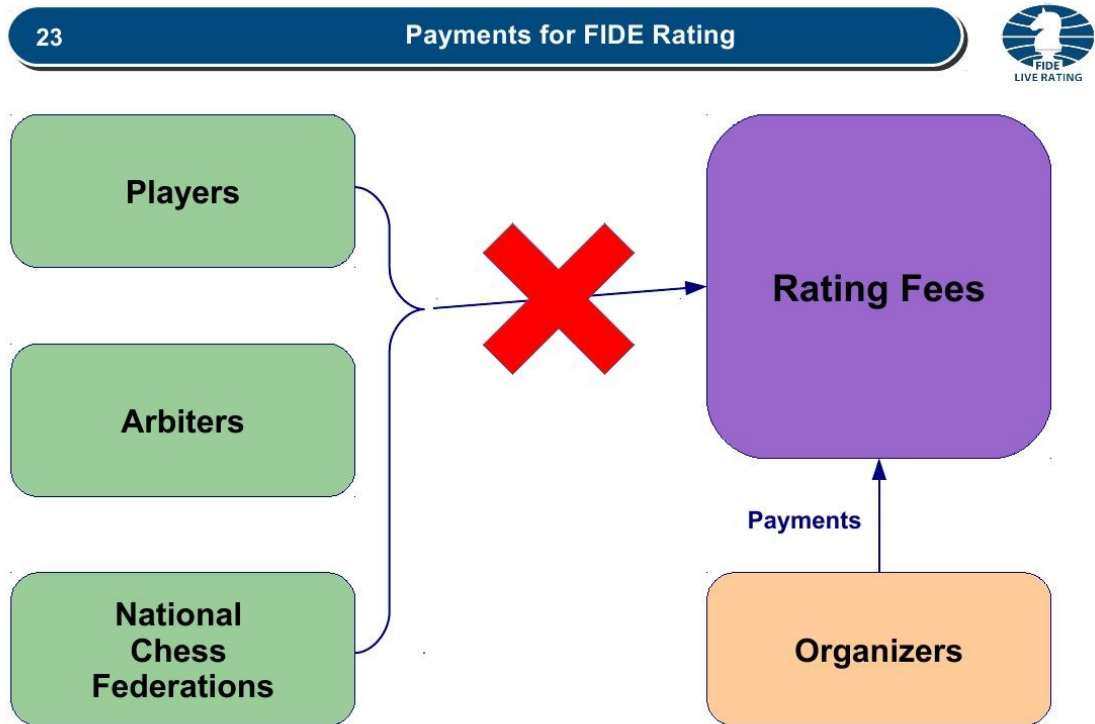 23
Payments for FIDE Rating
FIDE
LIVE RATING
Players
Rating Fees
Arbiters
Payments
National
Chess
Federations
Organizers